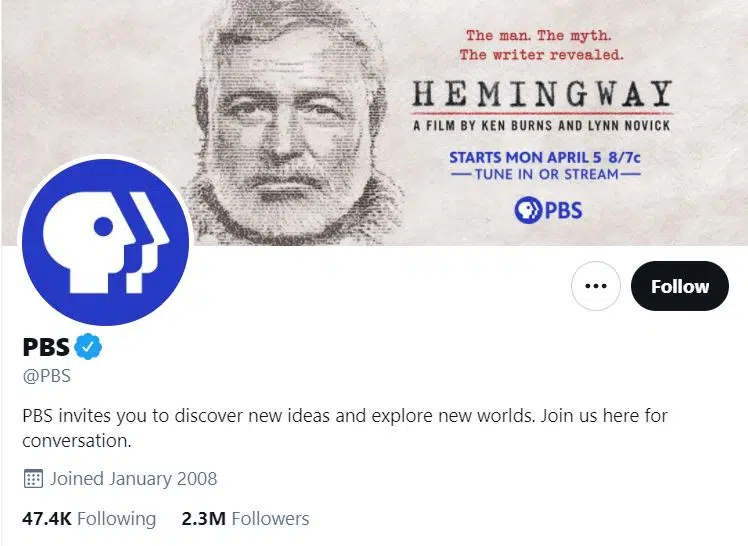 The man. The myth.
The writer revealed.
HEMINGWAY
A FILM BY KEN BURNS AND LYNN NOVICK
STARTS MON APRIL 5 8/7c
TUNE IN OR STREAM
PBS
Follow
PBS
@PBS
PBS invites you to discover new ideas and explore new worlds. Join us here for
conversation.
Joined January 2008
47.4K Following 2.3M Followers